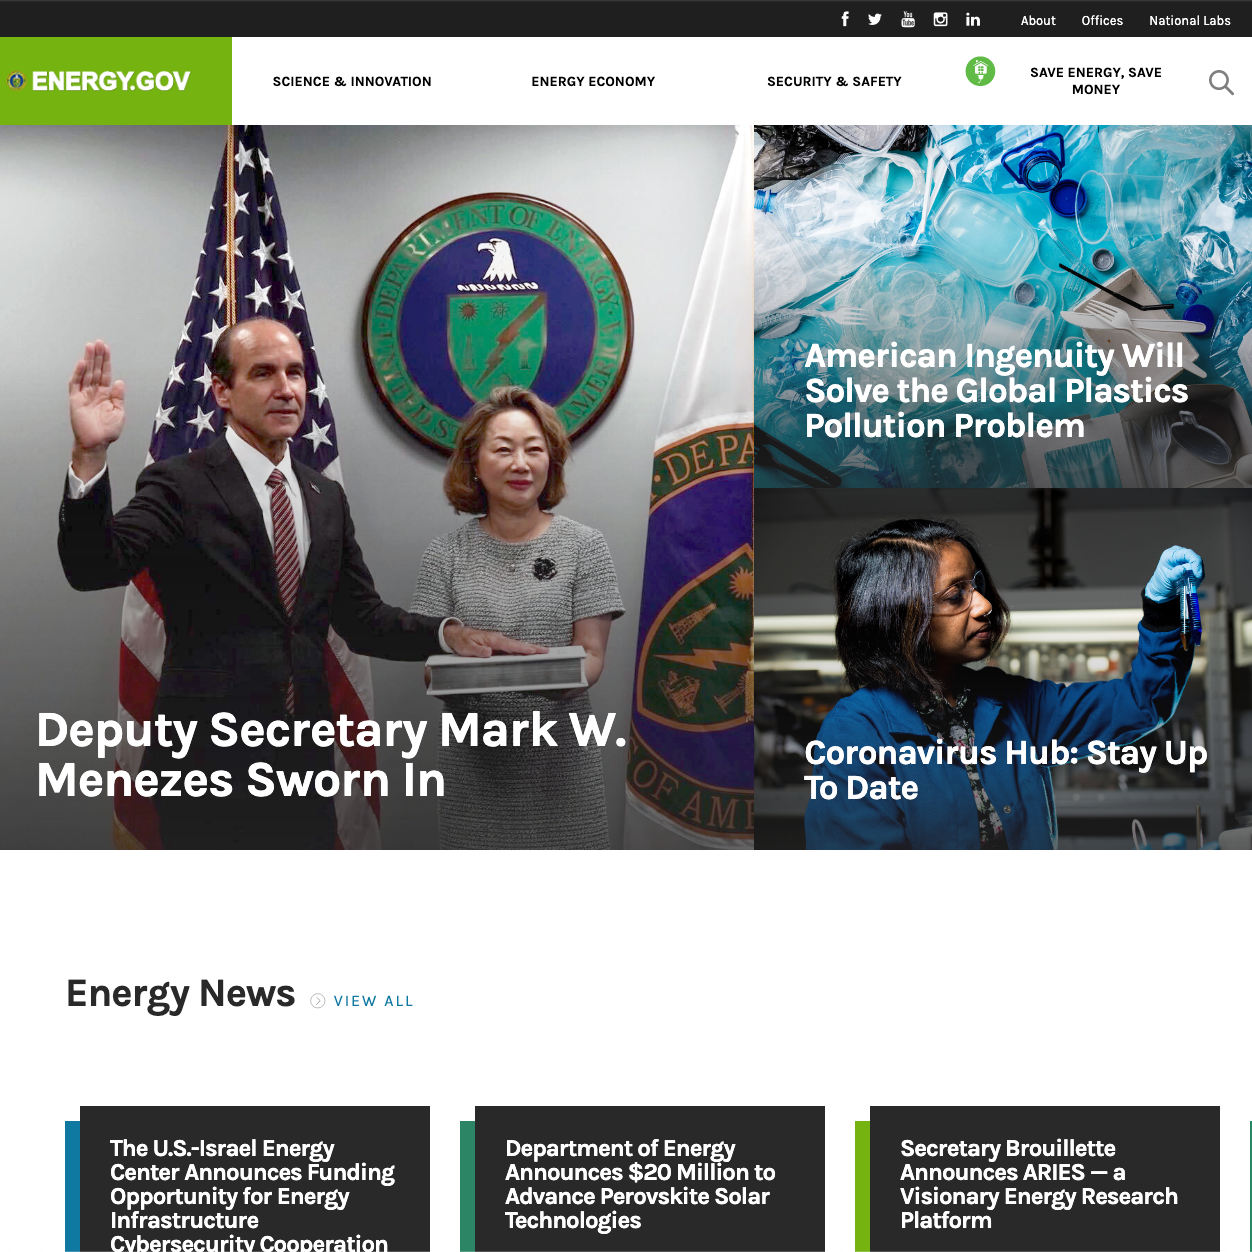 About Offices National Labs
ENERGY.GOV
SCIENCE & INNOVATION
ENERGY ECONOMY
SECURITY & SAFETY
SAVE ENERGY, SAVE
MONEY
Deputy Secretary Mark W.
Menezes Sworn In
American Ingenuity Will
Solve the Global Plastics
Pollution Problem
Coronavirus Hub: Stay Up
To Date
Energy News
VIEW ALL
The U.S.-Israel Energy
Center Announces Funding
Opportunity for Energy
Infrastructure
Cybersecurity Cooperation
Department of Energy
Announces $20 Million to
Advance Perovskite Solar
Technologies
Secretary Brouillette
Announces ARIES — a
Visionary Energy Research
Platform